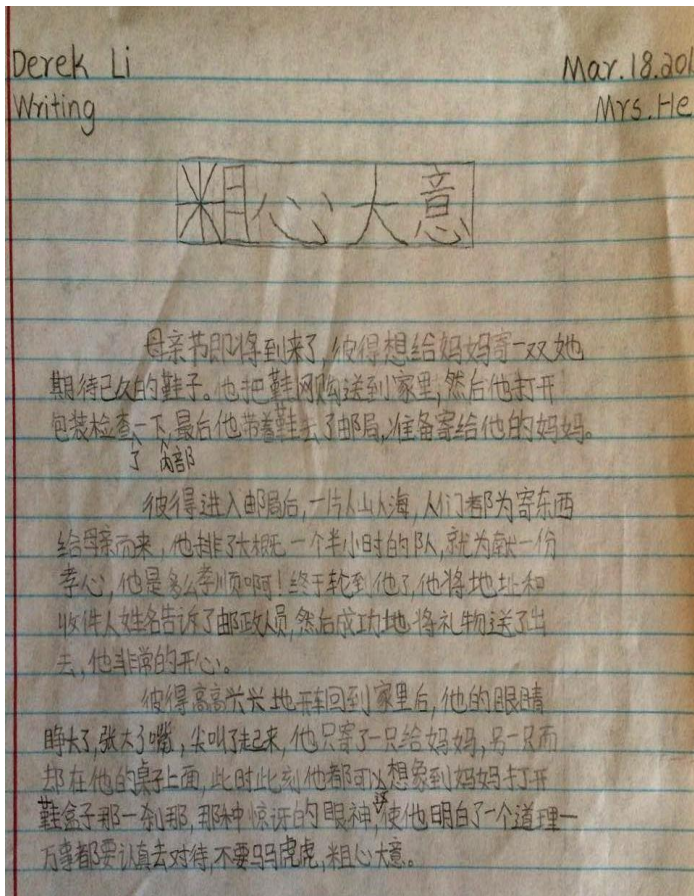 Derek Li Mar.18.201
Writing Mrs.He
粗心大意
母亲节即将到来了,彼得想给妈妈寄一双她
期待已久的鞋子。他把鞋网购送到家里,然后他打开
包装检查一下,最后他带着鞋去了邮局,准备寄给他的妈妈。
了 内部
彼得进入邮局后,一片人山人海,人们都为寄东西
给母亲而来,他排了大概一个半小时的队,就为献一份
孝心,他是多么孝顺啊!终于轮到他了,他将地址和
收件人姓名告诉了邮政人员,然后成功地将礼物送了出
去,他非常的开心。
彼得高高兴兴地开车回到家里后,他的眼睛
睁大了,张大了嘴,尖叫了起来,他只寄了一只给妈妈,另一只而
却在他的桌子上面,此时此刻他都可以想象到妈妈打开
鞋盒子那一刹那,那种惊讶的眼神,使他明白了一个道理一
万事都要认真去对待,不要马马虎虎,粗心大意。